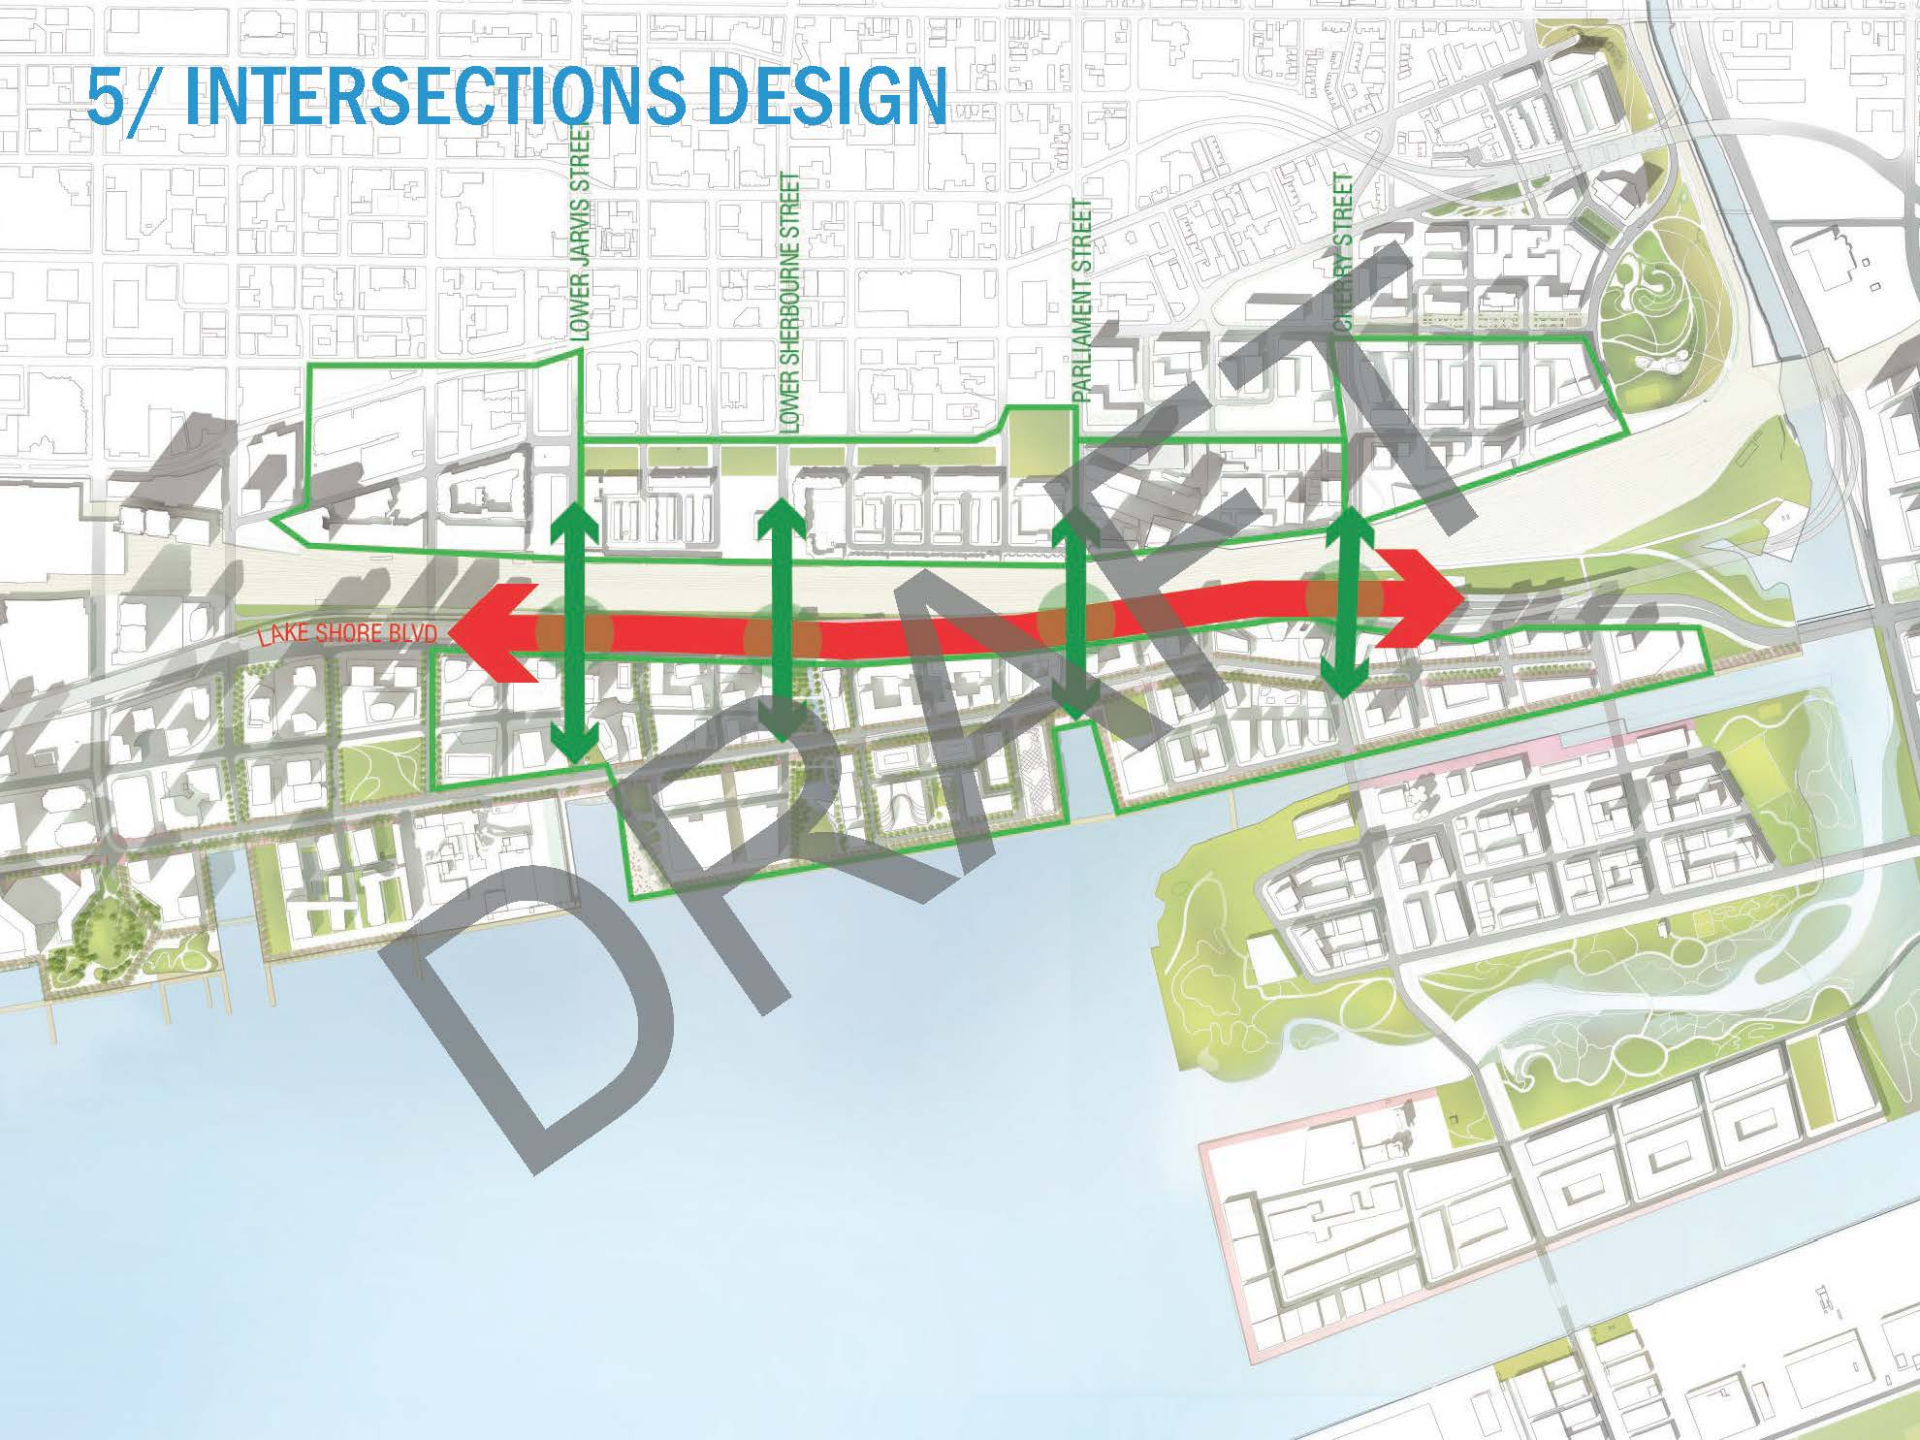 5/ INTERSECTIONS DESIGN
LOWER JARVIS STREET
LOWER SHERBOURNE STREET
PARLIAMENT STREET
CHERRY STREET
LAKE SHORE BLVD
DRAFT